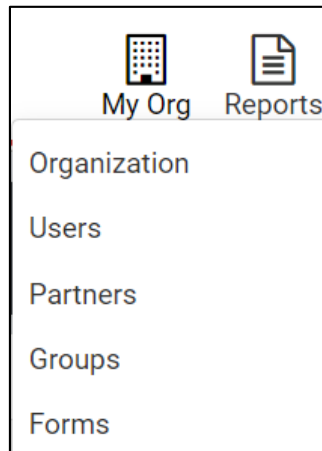 My Org Reports
Organization
Users
Partners
Groups
Forms